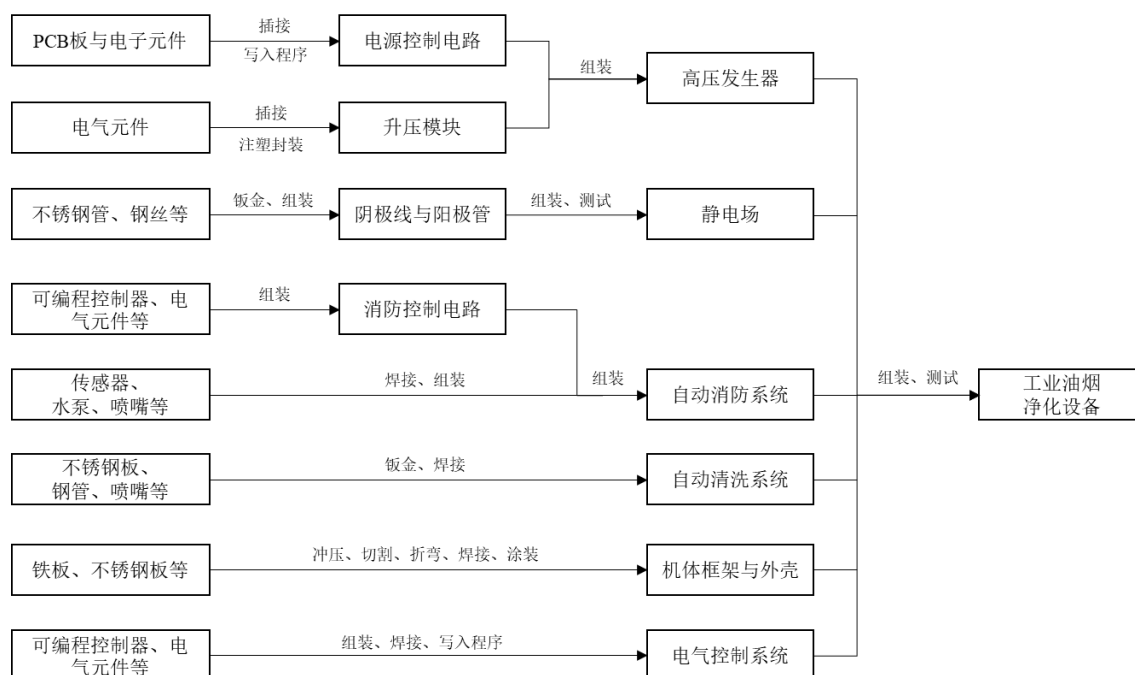 PCB板与电子元件
插接
写入程序
电源控制电路
组装
高压发生器
电气元件
插接
注塑封装
升压模块
不锈钢管、钢丝等
钣金、组装
阴极线与阳极管
组装、测试
静电场
可编程控制器、电
气元件等
组装
消防控制电路
传感器、
水泵、喷嘴等
焊接、组装
组装
自动消防系统
组装、测试
工业油烟
净化设备
不锈钢板、
钢管、喷嘴等
钣金、焊接
自动清洗系统
铁板、不锈钢板等
冲压、切割、折弯、焊接、涂装
机体框架与外壳
可编程控制器、电
气元件等
组装、焊接、写入程序
电气控制系统